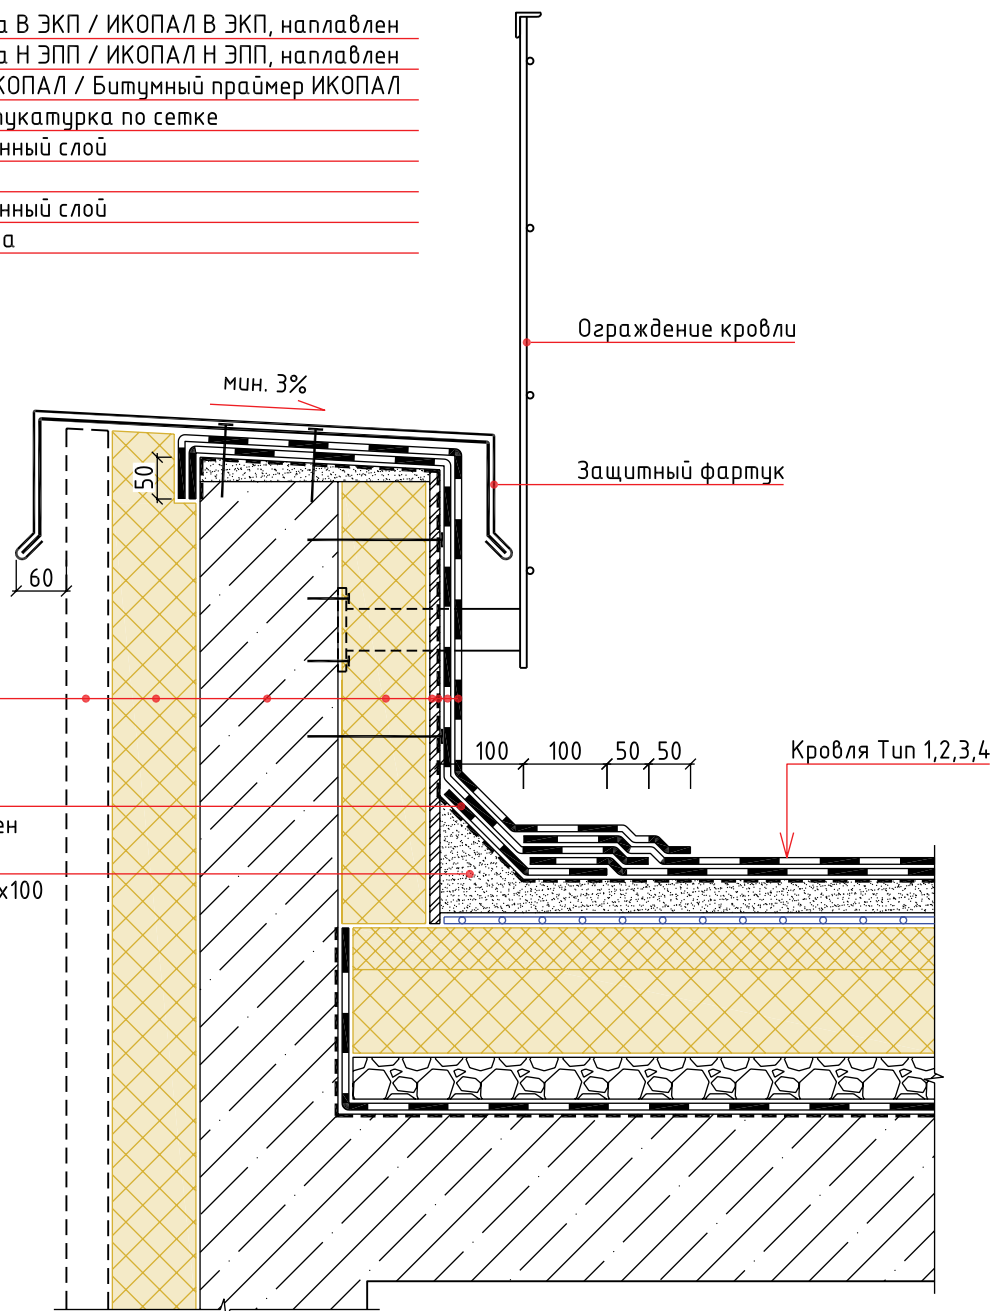 а В ЭКП / ИКОПАЛ В ЭКП, наплавлен
а Н ЭПП / ИКОПАЛ Н ЭПП, наплавлен
КОПАЛ / Битумный праймер ИКОПАЛ
тукатурка по сетке
нный слой
нный слой
а
Ограждение кровли
мин. 3%
Защитный фартук
50
60
100 100 50 50
Кровля Тип 1,2,3,4
ен
х100